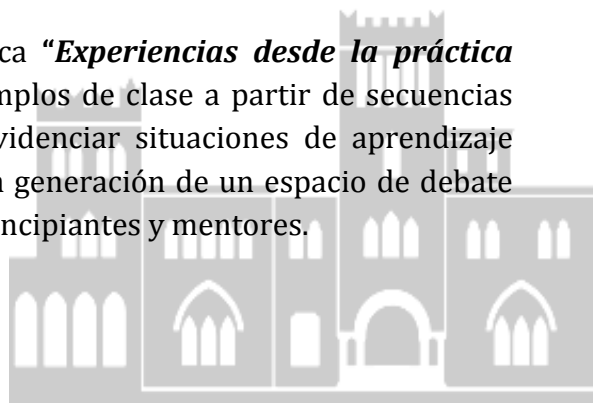 ca “Experiencias desde la práctica
mplos de clase a partir de secuencias
videnciar situaciones de aprendizaje
n generación de un espacio de debate
ncipiantes y mentores.